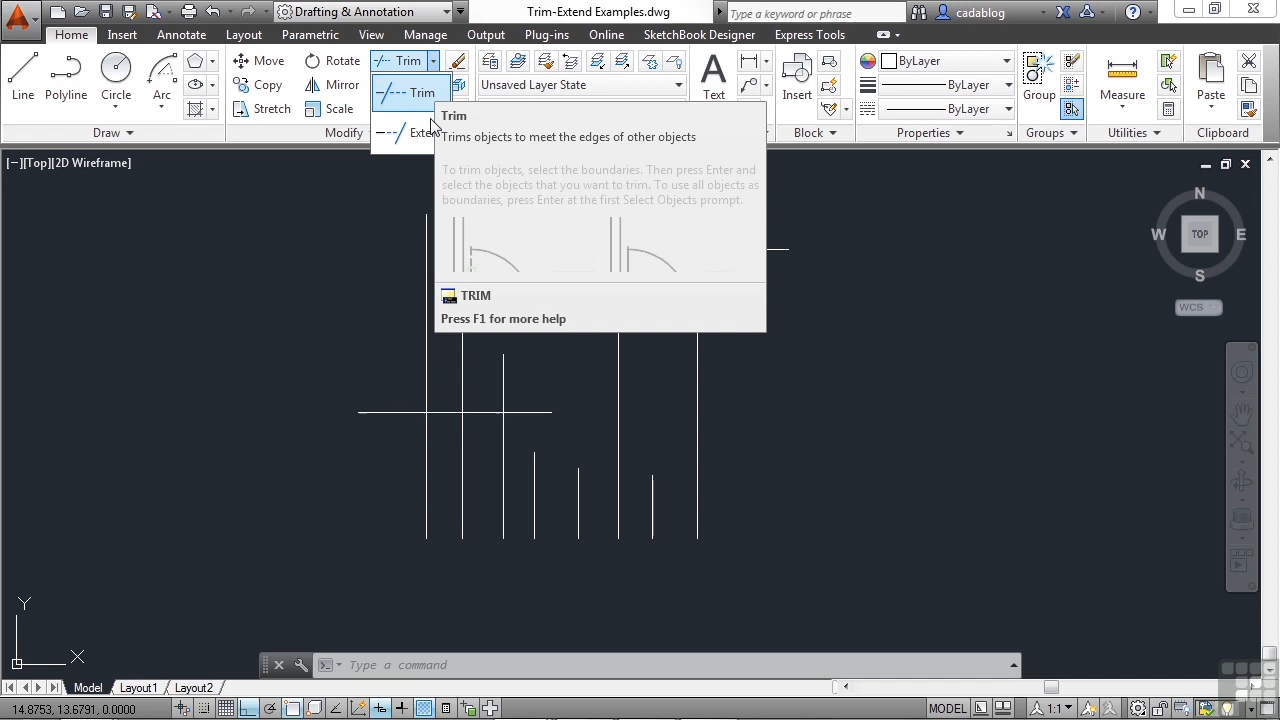 Drafting & Annotation
Trim-Extend Examples.dwg
Type a keyword or phrase
cadablog
Home
Insert
Annotate
Layout
Parametric
View
Manage
Output
Plug-ins
Online
SketchBook Designer
Express Tools
Line
Polyline
Circle
Arc
Move
Copy
Stretch
Rotate
Mirror
Scale
Trim
Trim
Unsaved Layer State
Text
Insert
ByLayer
ByLayer
ByLayer
Group
Measure
Paste
Draw
Modify
Block
Properties
Groups
Utilities
Clipboard
Trim
Trims objects to meet the edges of other objects
To trim objects, select the boundaries. Then press Enter and
select the objects that you want to trim. To use all objects as
boundaries, press Enter at the first Select Objects prompt.
TRIM
Press F1 for more help
[−][Top][2D Wireframe]
N
W
TOP
E
S
WCS
Y
X
Type a command
Model
Layout1
Layout2
14.8753, 13.6791, 0.0000
MODEL
1:1